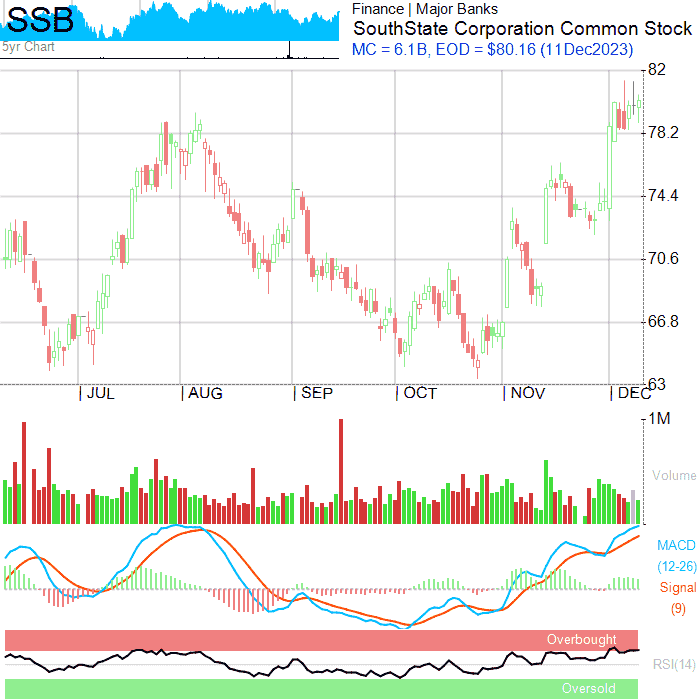 SSB
5yr Chart
Finance | Major Banks
SouthState Corporation Common Stock
MC = 6.1B, EOD = $80.16 (11Dec2023)
82
78.2
74.4
70.6
66.8
63
JUL AUG SEP OCT NOV DEC
1M
Volume
MACD
(12-26)
Signal
(9)
Overbought
RSI(14)
Oversold